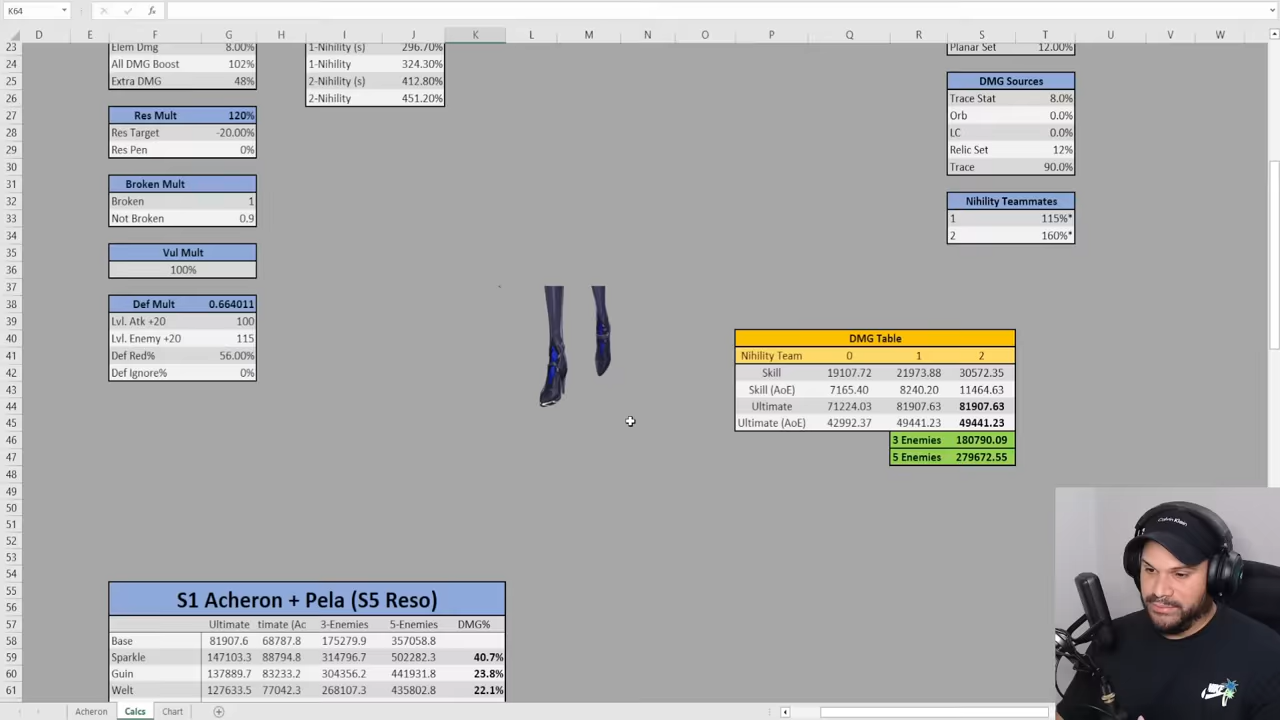 K64
D E F G H I J K L M N O P Q R S T U V W
23 Elem Dmg 8.00% 1-Nihility (s) 296.70% Planar Set 12.00%
24 All DMG Boost 102% 1-Nihility 324.30%
25 Extra DMG 48% 2-Nihility (s) 412.80% DMG Sources
26 2-Nihility 451.20% Trace Stat 8.0%
27 Res Mult 120% Orb 0.0%
28 Res Target -20.00% LC 0.0%
29 Res Pen 0% Relic Set 12%
30 Trace 90.0%
31 Broken Mult
32 Broken 1 Nihility Teammates
33 Not Broken 0.9 1 115%*
34 2 160%*
35 Vul Mult
36 100%
37
38 Def Mult 0.664011
39 Lvl. Atk +20 100
40 Lvl. Enemy +20 115 DMG Table
41 Def Red% 56.00% Nihility Team 0 1 2
42 Def Ignore% 0% Skill 19107.72 21973.88 30572.35
43 Skill (AoE) 7165.40 8240.20 11464.63
44 Ultimate 71224.03 81907.63 81907.63
45 Ultimate (AoE) 42992.37 49441.23 49441.23
46 3 Enemies 180790.09
47 5 Enemies 279672.55
48
49
50
51
52
53
54
55 S1 Acheron + Pela (S5 Reso)
56
57 Ultimate timate (Ac 3-Enemies 5-Enemies DMG%
58 Base 81907.6 68787.8 175279.9 357058.8
59 Sparkle 147103.3 88794.8 314796.7 502282.3 40.7%
60 Guin 137889.7 83233.2 304356.2 441931.8 23.8%
61 Welt 127633.5 77042.3 268107.3 435802.8 22.1%
Calvin Klein
Acheron Calcs Chart